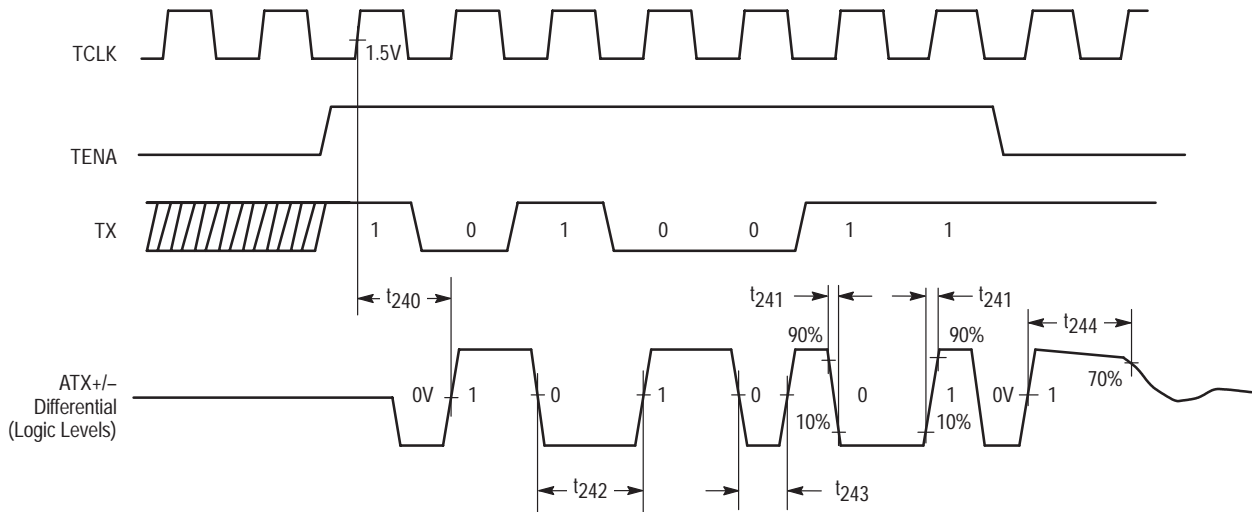 TCLK
1.5V
TENA
TX
1 0 1 0 0 1 1
t240
t241
t241
t244
90%
90%
70%
ATX+/–
Differential
(Logic Levels)
0V 1 0 1 0 0 1 0V 1
10%
10%
t242
t243